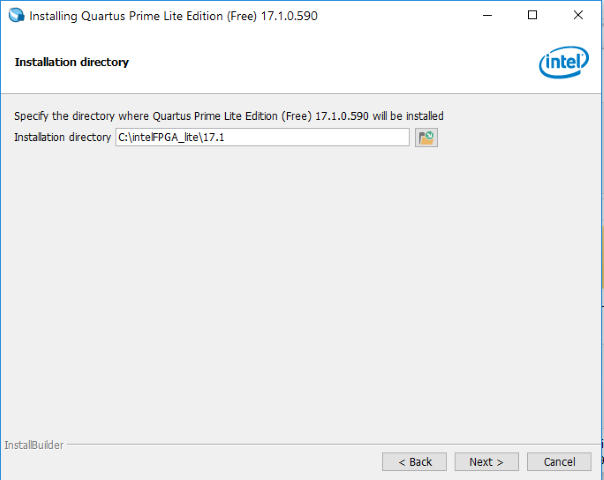 Installing Quartus Prime Lite Edition (Free) 17.1.0.590
Installation directory
intel
Specify the directory where Quartus Prime Lite Edition (Free) 17.1.0.590 will be installed
Installation directory C:\intelFPGA_lite\17.1
InstallBuilder
< Back Next > Cancel